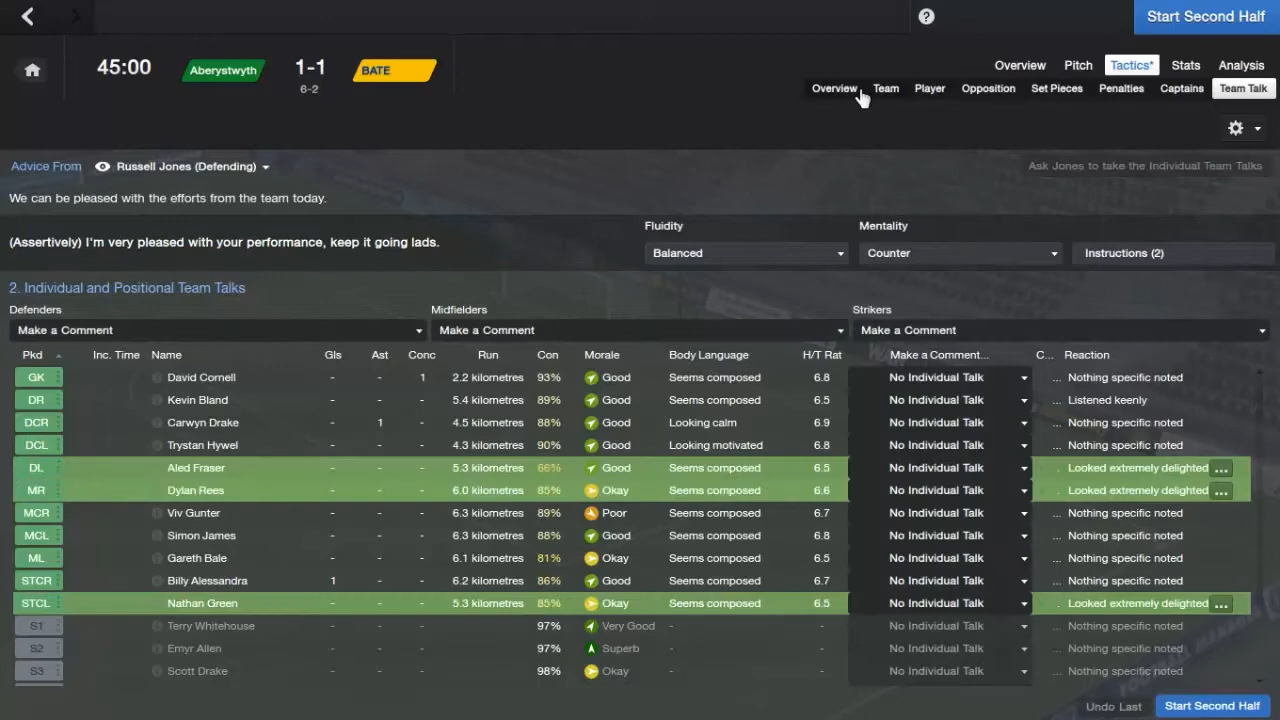 ? Start Second Half
45:00 Aberystwyth 1-1 BATE
6-2
Overview Pitch Tactics* Stats Analysis
Overview Team Player Opposition Set Pieces Penalties Captains Team Talk
Advice From Russell Jones (Defending) Ask Jones to take the Individual Team Talks
We can be pleased with the efforts from the team today.
Fluidity Mentality
(Assertively) I'm very pleased with your performance, keep it going lads.
Balanced Counter Instructions (2)
2. Individual and Positional Team Talks
Defenders Midfielders Strikers
Make a Comment Make a Comment Make a Comment
Pkd Inc. Time Name Gls Ast Conc Run Con Morale Body Language H/T Rat Make a Comment... C... Reaction
GK David Cornell - - 1 2.2 kilometres 93% Good Seems composed 6.8 No Individual Talk ... Nothing specific noted
DR Kevin Bland - - - 5.4 kilometres 89% Good Seems composed 6.5 No Individual Talk ... Listened keenly
DCR Carwyn Drake - 1 - 4.5 kilometres 88% Good Looking calm 6.9 No Individual Talk ... Nothing specific noted
DCL Trystan Hywel - - - 4.3 kilometres 90% Good Looking motivated 6.8 No Individual Talk ... Nothing specific noted
DL Aled Fraser - - - 5.3 kilometres 66% Good Seems composed 6.5 No Individual Talk Looked extremely delighted ...
MR Dylan Rees - - - 6.0 kilometres 85% Okay Seems composed 6.6 No Individual Talk Looked extremely delighted ...
MCR Viv Gunter - - - 6.3 kilometres 89% Poor Seems composed 6.7 No Individual Talk ... Nothing specific noted
MCL Simon James - - - 6.3 kilometres 88% Good Seems composed 6.8 No Individual Talk ... Nothing specific noted
ML Gareth Bale - - - 6.1 kilometres 81% Okay Seems composed 6.5 No Individual Talk ... Nothing specific noted
STCR Billy Alessandra 1 - - 6.2 kilometres 86% Good Seems composed 6.7 No Individual Talk ... Nothing specific noted
STCL Nathan Green - - - 5.3 kilometres 85% Okay Seems composed 6.5 No Individual Talk Looked extremely delighted ...
S1 Terry Whitehouse 97% Very Good - - No Individual Talk ... Nothing specific noted
S2 Emyr Allen 97% Superb - - No Individual Talk ... Nothing specific noted
S3 Scott Drake 98% Okay - - No Individual Talk ... Nothing specific noted
Undo Last Start Second Half